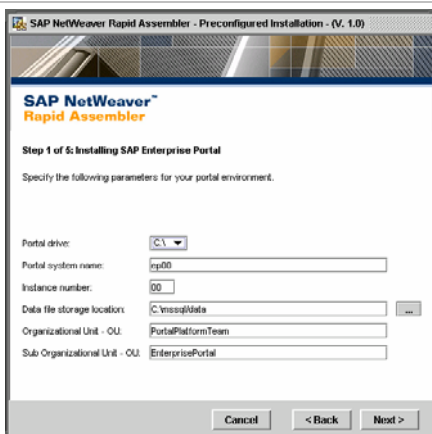 SAP NetWeaver Rapid Assembler - Preconfigured Installation - (V. 1.0)
SAP NetWeaver™
Rapid Assembler
Step 1 of 5: Installing SAP Enterprise Portal
Specify the following parameters for your portal environment.
Portal drive: C:\
Portal system name: ep00
Instance number: 00
Data file storage location: C:\mssql\data ...
Organizational Unit - OU: PortalPlatformTeam
Sub Organizational Unit - OU: EnterprisePortal
Cancel < Back Next >